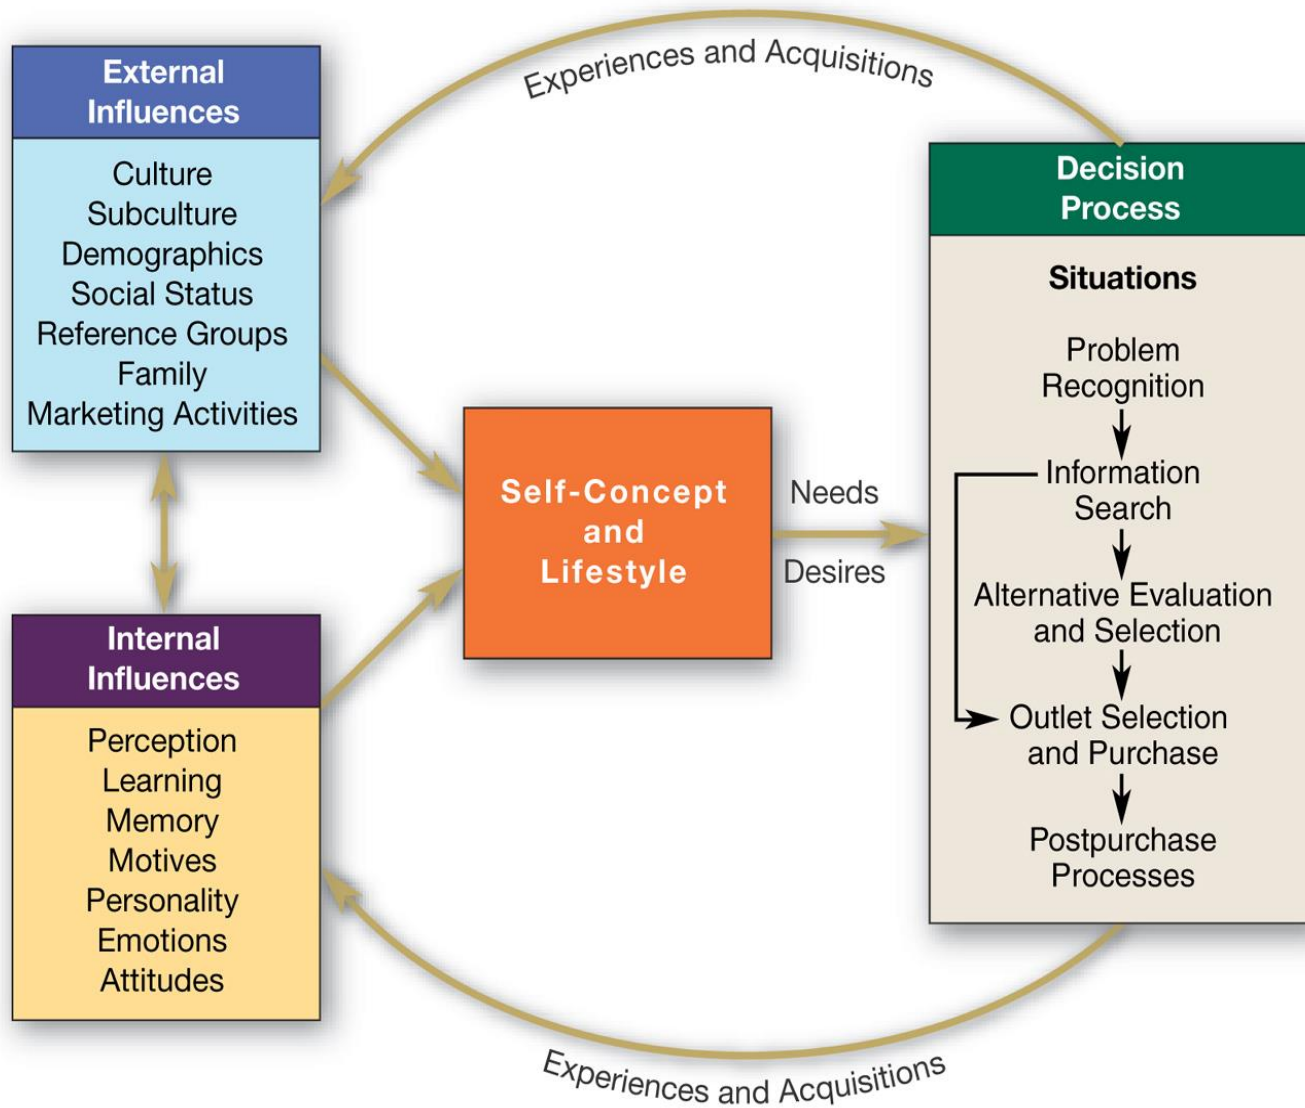 Experiences and Acquisitions
External
Influences
Culture
Subculture
Demographics
Social Status
Reference Groups
Family
Marketing Activities
Internal
Influences
Perception
Learning
Memory
Motives
Personality
Emotions
Attitudes
Self-Concept
and
Lifestyle
Needs
Desires
Decision
Process
Situations
Problem
Recognition
Information
Search
Alternative Evaluation
and Selection
Outlet Selection
and Purchase
Postpurchase
Processes
Experiences and Acquisitions